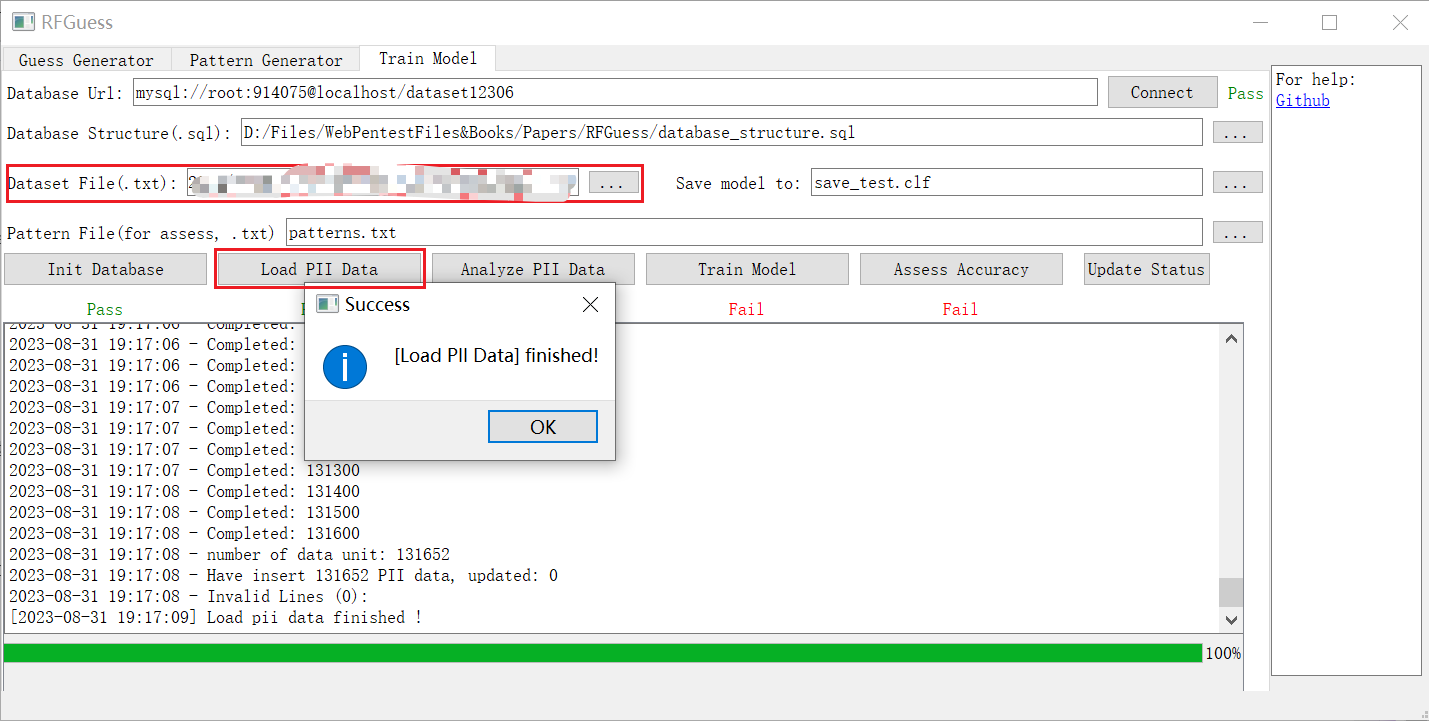 RFGuess
Guess Generator Pattern Generator Train Model
Database Url: mysql://root:914075@localhost/dataset12306 Connect Pass
Database Structure(.sql): D:/Files/WebPentestFiles&Books/Papers/RFGuess/database_structure.sql ...
Dataset File(.txt): ... Save model to: save_test.clf ...
Pattern File(for assess, .txt) patterns.txt ...
Init Database Load PII Data Analyze PII Data Train Model Assess Accuracy Update Status
Pass Fail Fail
For help:
Github
Success
[Load PII Data] finished!
OK
2023-08-31 19:17:06 - Completed:
2023-08-31 19:17:06 - Completed:
2023-08-31 19:17:06 - Completed:
2023-08-31 19:17:06 - Completed:
2023-08-31 19:17:07 - Completed:
2023-08-31 19:17:07 - Completed:
2023-08-31 19:17:07 - Completed:
2023-08-31 19:17:07 - Completed: 131300
2023-08-31 19:17:08 - Completed: 131400
2023-08-31 19:17:08 - Completed: 131500
2023-08-31 19:17:08 - Completed: 131600
2023-08-31 19:17:08 - number of data unit: 131652
2023-08-31 19:17:08 - Have insert 131652 PII data, updated: 0
2023-08-31 19:17:08 - Invalid Lines (0):
[2023-08-31 19:17:09] Load pii data finished !
100%